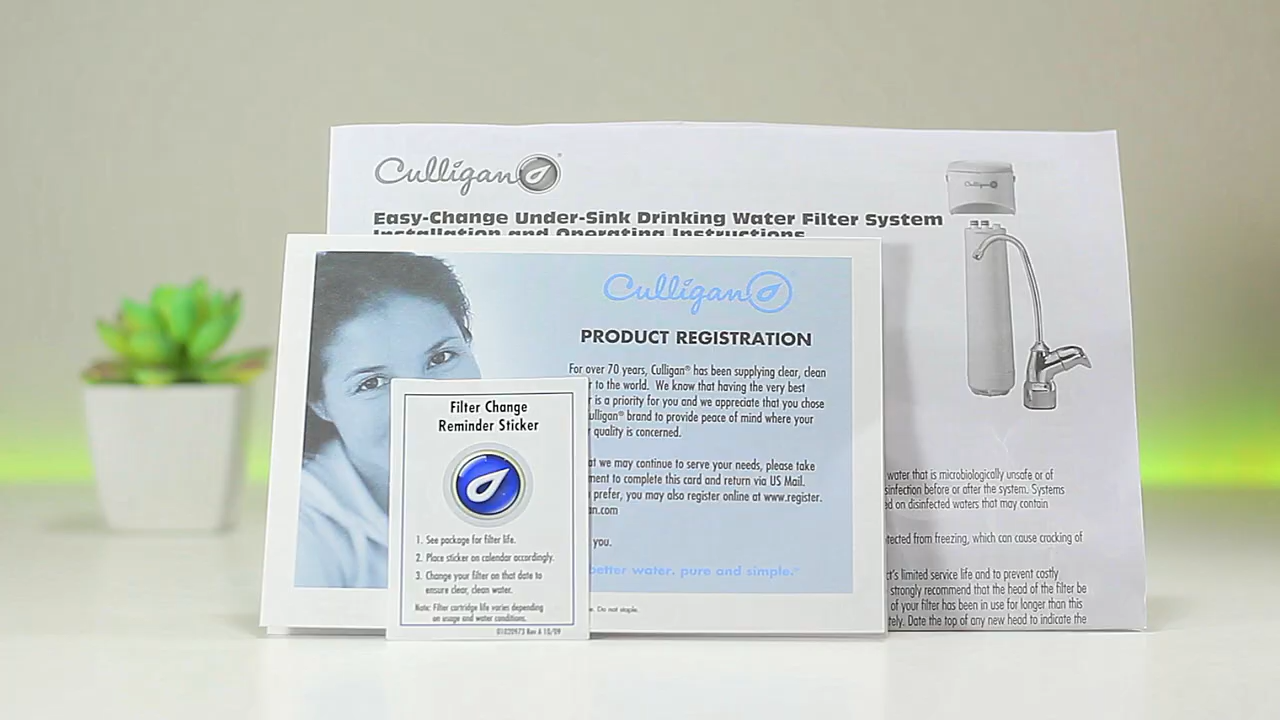 Culligan
Easy-Change Under-Sink Drinking Water Filter System
Installation and Operating Instructions
Culligan
water that is microbiologically unsafe or of
sinfection before or after the system. Systems
ed on disinfected waters that may contain
tected from freezing, which can cause cracking of
ct's limited service life and to prevent costly
strongly recommend that the head of the filter be
of your filter has been in use for longer than this
tely. Date the top of any new head to indicate the
Culligan
PRODUCT REGISTRATION
For over 70 years, Culligan® has been supplying clear, clean
r to the world. We know that having the very best
r is a priority for you and we appreciate that you chose
ulligan® brand to provide peace of mind where your
r quality is concerned.
at we may continue to serve your needs, please take
ment to complete this card and return via US Mail.
prefer, you may also register online at www.register.
an.com
you.
better water. pure and simple.®
e. Do not staple.
Filter Change
Reminder Sticker
1. See package for filter life.
2. Place sticker on calendar accordingly.
3. Change your filter on that date to
ensure clear, clean water.
Note: Filter cartridge life varies depending
on usage and water conditions.
01020973 Rev A 10/09